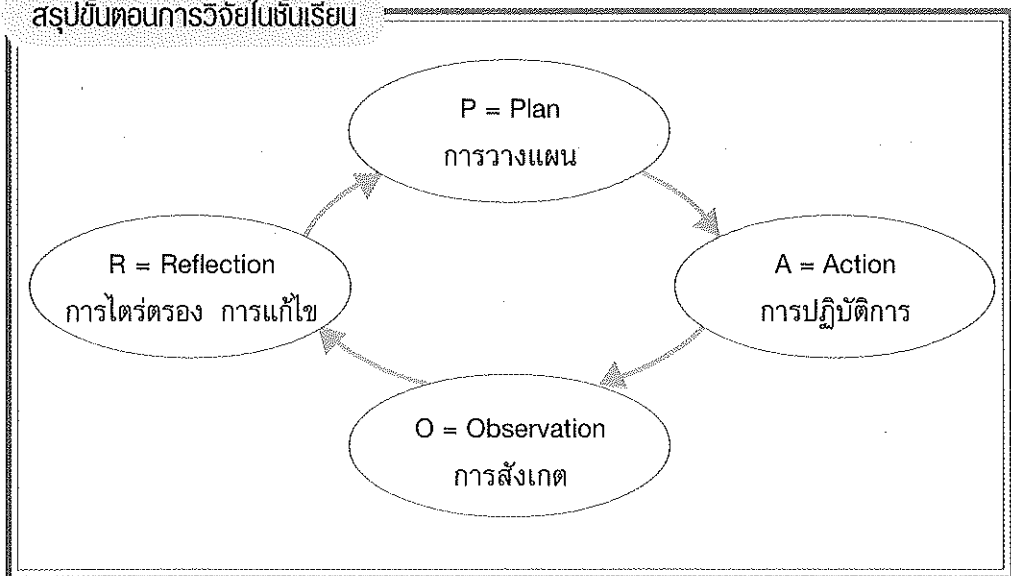 สรุปขั้นตอนการวิจัยในชั้นเรียน
P = Plan
การวางแผน
R = Reflection
การไตร่ตรอง การแก้ไข
A = Action
การปฏิบัติการ
O = Observation
การสังเกต